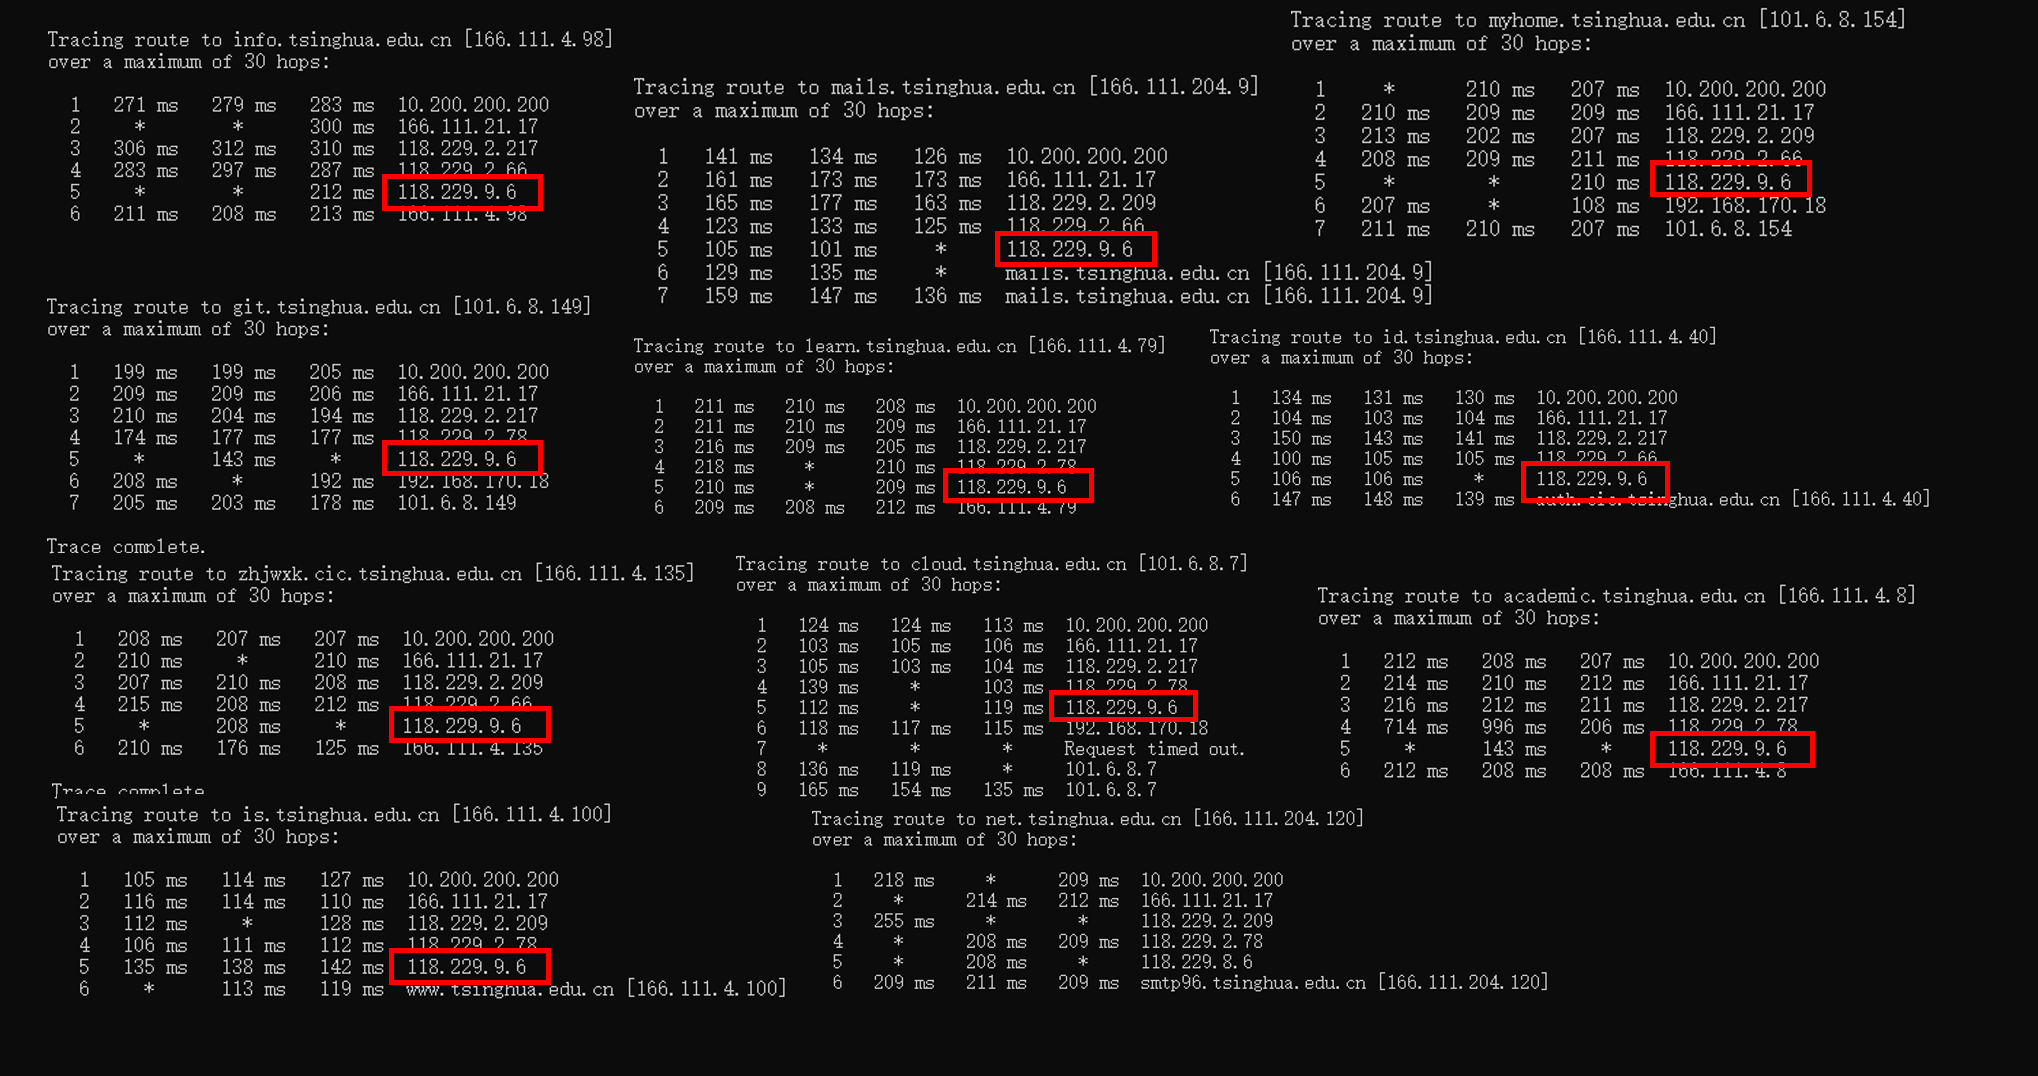 Tracing route to info.tsinghua.edu.cn [166.111.4.98]
over a maximum of 30 hops:
1 271 ms 279 ms 283 ms 10.200.200.200
2 * * 300 ms 166.111.21.17
3 306 ms 312 ms 310 ms 118.229.2.217
4 283 ms 297 ms 287 ms 118.229.2.66
5 * * 212 ms 118.229.9.6
6 211 ms 208 ms 213 ms 166.111.4.98
Tracing route to mails.tsinghua.edu.cn [166.111.204.9]
over a maximum of 30 hops:
1 141 ms 134 ms 126 ms 10.200.200.200
2 161 ms 173 ms 173 ms 166.111.21.17
3 165 ms 177 ms 163 ms 118.229.2.209
4 123 ms 133 ms 125 ms 118.229.2.66
5 105 ms 101 ms * 118.229.9.6
6 129 ms 135 ms * mails.tsinghua.edu.cn [166.111.204.9]
7 159 ms 147 ms 136 ms mails.tsinghua.edu.cn [166.111.204.9]
Tracing route to myhome.tsinghua.edu.cn [101.6.8.154]
over a maximum of 30 hops:
1 * 210 ms 207 ms 10.200.200.200
2 210 ms 209 ms 209 ms 166.111.21.17
3 213 ms 202 ms 207 ms 118.229.2.209
4 208 ms 209 ms 211 ms 118.229.2.66
5 * * 210 ms 118.229.9.6
6 207 ms * 108 ms 192.168.170.18
7 211 ms 210 ms 207 ms 101.6.8.154
Tracing route to git.tsinghua.edu.cn [101.6.8.149]
over a maximum of 30 hops:
1 199 ms 199 ms 205 ms 10.200.200.200
2 209 ms 209 ms 206 ms 166.111.21.17
3 210 ms 204 ms 194 ms 118.229.2.217
4 174 ms 177 ms 177 ms 118.229.2.78
5 * 143 ms * 118.229.9.6
6 208 ms * 192 ms 192.168.170.18
7 205 ms 203 ms 178 ms 101.6.8.149
Trace complete.
Tracing route to learn.tsinghua.edu.cn [166.111.4.79]
over a maximum of 30 hops:
1 211 ms 210 ms 208 ms 10.200.200.200
2 211 ms 210 ms 209 ms 166.111.21.17
3 216 ms 209 ms 205 ms 118.229.2.217
4 218 ms * 210 ms 118.229.2.78
5 210 ms * 209 ms 118.229.9.6
6 209 ms 208 ms 212 ms 166.111.4.79
Tracing route to id.tsinghua.edu.cn [166.111.4.40]
over a maximum of 30 hops:
1 134 ms 131 ms 130 ms 10.200.200.200
2 104 ms 103 ms 104 ms 166.111.21.17
3 150 ms 143 ms 141 ms 118.229.2.217
4 100 ms 105 ms 105 ms 118.229.2.66
5 106 ms 106 ms * 118.229.9.6
6 147 ms 148 ms 139 ms auth.cic.tsinghua.edu.cn [166.111.4.40]
Tracing route to zhjwxk.cic.tsinghua.edu.cn [166.111.4.135]
over a maximum of 30 hops:
1 208 ms 207 ms 207 ms 10.200.200.200
2 210 ms * 210 ms 166.111.21.17
3 207 ms 210 ms 208 ms 118.229.2.209
4 215 ms 208 ms 212 ms 118.229.2.66
5 * 208 ms * 118.229.9.6
6 210 ms 176 ms 125 ms 166.111.4.135
Trace complete
Tracing route to cloud.tsinghua.edu.cn [101.6.8.7]
over a maximum of 30 hops:
1 124 ms 124 ms 113 ms 10.200.200.200
2 103 ms 105 ms 106 ms 166.111.21.17
3 105 ms 103 ms 104 ms 118.229.2.217
4 139 ms * 103 ms 118.229.2.78
5 112 ms * 119 ms 118.229.9.6
6 118 ms 117 ms 115 ms 192.168.170.18
7 * * * Request timed out.
8 136 ms 119 ms * 101.6.8.7
9 165 ms 154 ms 135 ms 101.6.8.7
Tracing route to academic.tsinghua.edu.cn [166.111.4.8]
over a maximum of 30 hops:
1 212 ms 208 ms 207 ms 10.200.200.200
2 214 ms 210 ms 212 ms 166.111.21.17
3 216 ms 212 ms 211 ms 118.229.2.217
4 714 ms 996 ms 206 ms 118.229.2.78
5 * 143 ms * 118.229.9.6
6 212 ms 208 ms 208 ms 166.111.4.8
Tracing route to is.tsinghua.edu.cn [166.111.4.100]
over a maximum of 30 hops:
1 105 ms 114 ms 127 ms 10.200.200.200
2 116 ms 114 ms 110 ms 166.111.21.17
3 112 ms * 128 ms 118.229.2.209
4 106 ms 111 ms 112 ms 118.229.2.78
5 135 ms 138 ms 142 ms 118.229.9.6
6 * 113 ms 119 ms www.tsinghua.edu.cn [166.111.4.100]
Tracing route to net.tsinghua.edu.cn [166.111.204.120]
over a maximum of 30 hops:
1 218 ms * 209 ms 10.200.200.200
2 * 214 ms 212 ms 166.111.21.17
3 255 ms * * 118.229.2.209
4 * 208 ms 209 ms 118.229.2.78
5 * 208 ms * 118.229.8.6
6 209 ms 211 ms 209 ms smtp96.tsinghua.edu.cn [166.111.204.120]